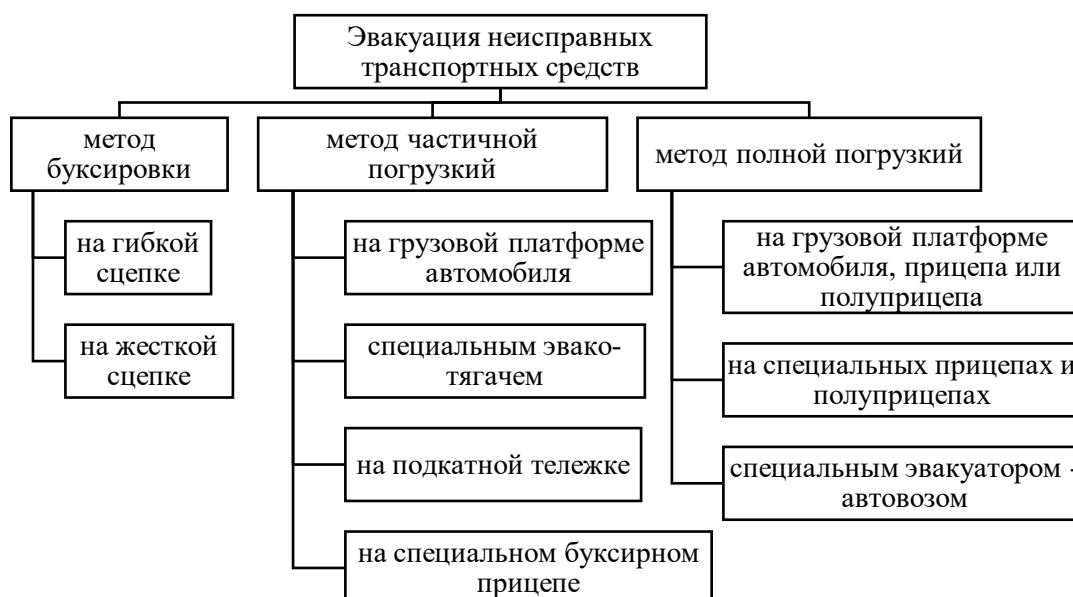 Эвакуация неисправных
транспортных средств
метод
буксировки
на гибкой
сцепке
на жесткой
сцепке
метод частичной
погрузкий
на грузовой платформе
автомобиля
специальным эвако-
тягачем
на подкатной тележке
на специальном буксирном
прицепе
метод полной погрузкий
на грузовой платформе
автомобиля, прицепа или
полуприцепа
на специальных прицепах и
полуприцепах
специальным эвакуатором -
автовозом